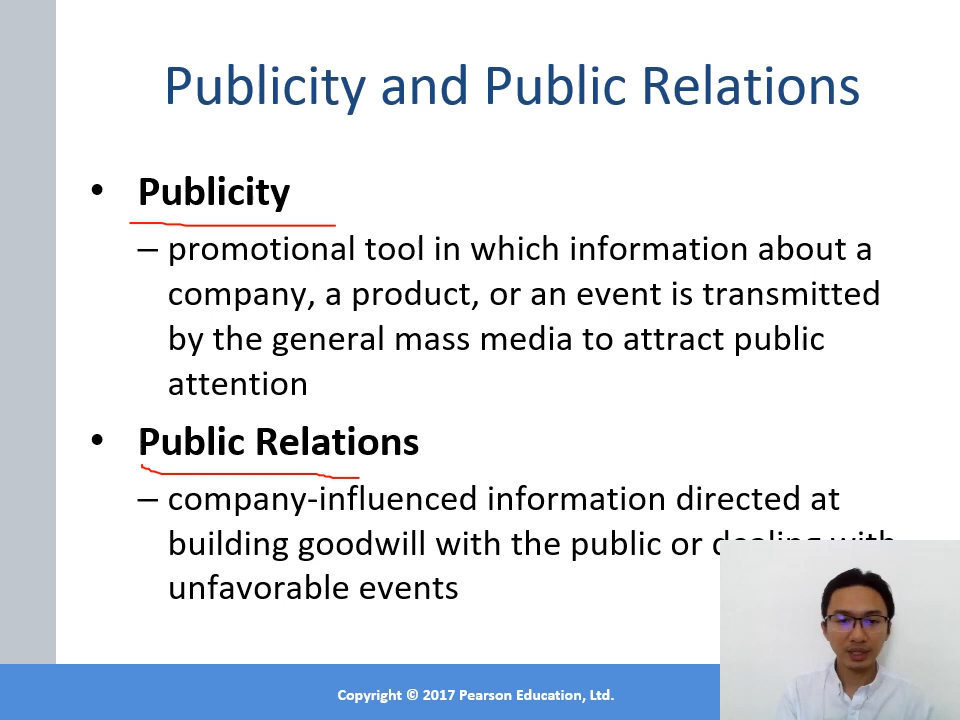 Publicity and Public Relations
• Publicity
– promotional tool in which information about a
company, a product, or an event is transmitted
by the general mass media to attract public
attention
• Public Relations
– company-influenced information directed at
building goodwill with the public or dealing with
unfavorable events
Copyright © 2017 Pearson Education, Ltd.